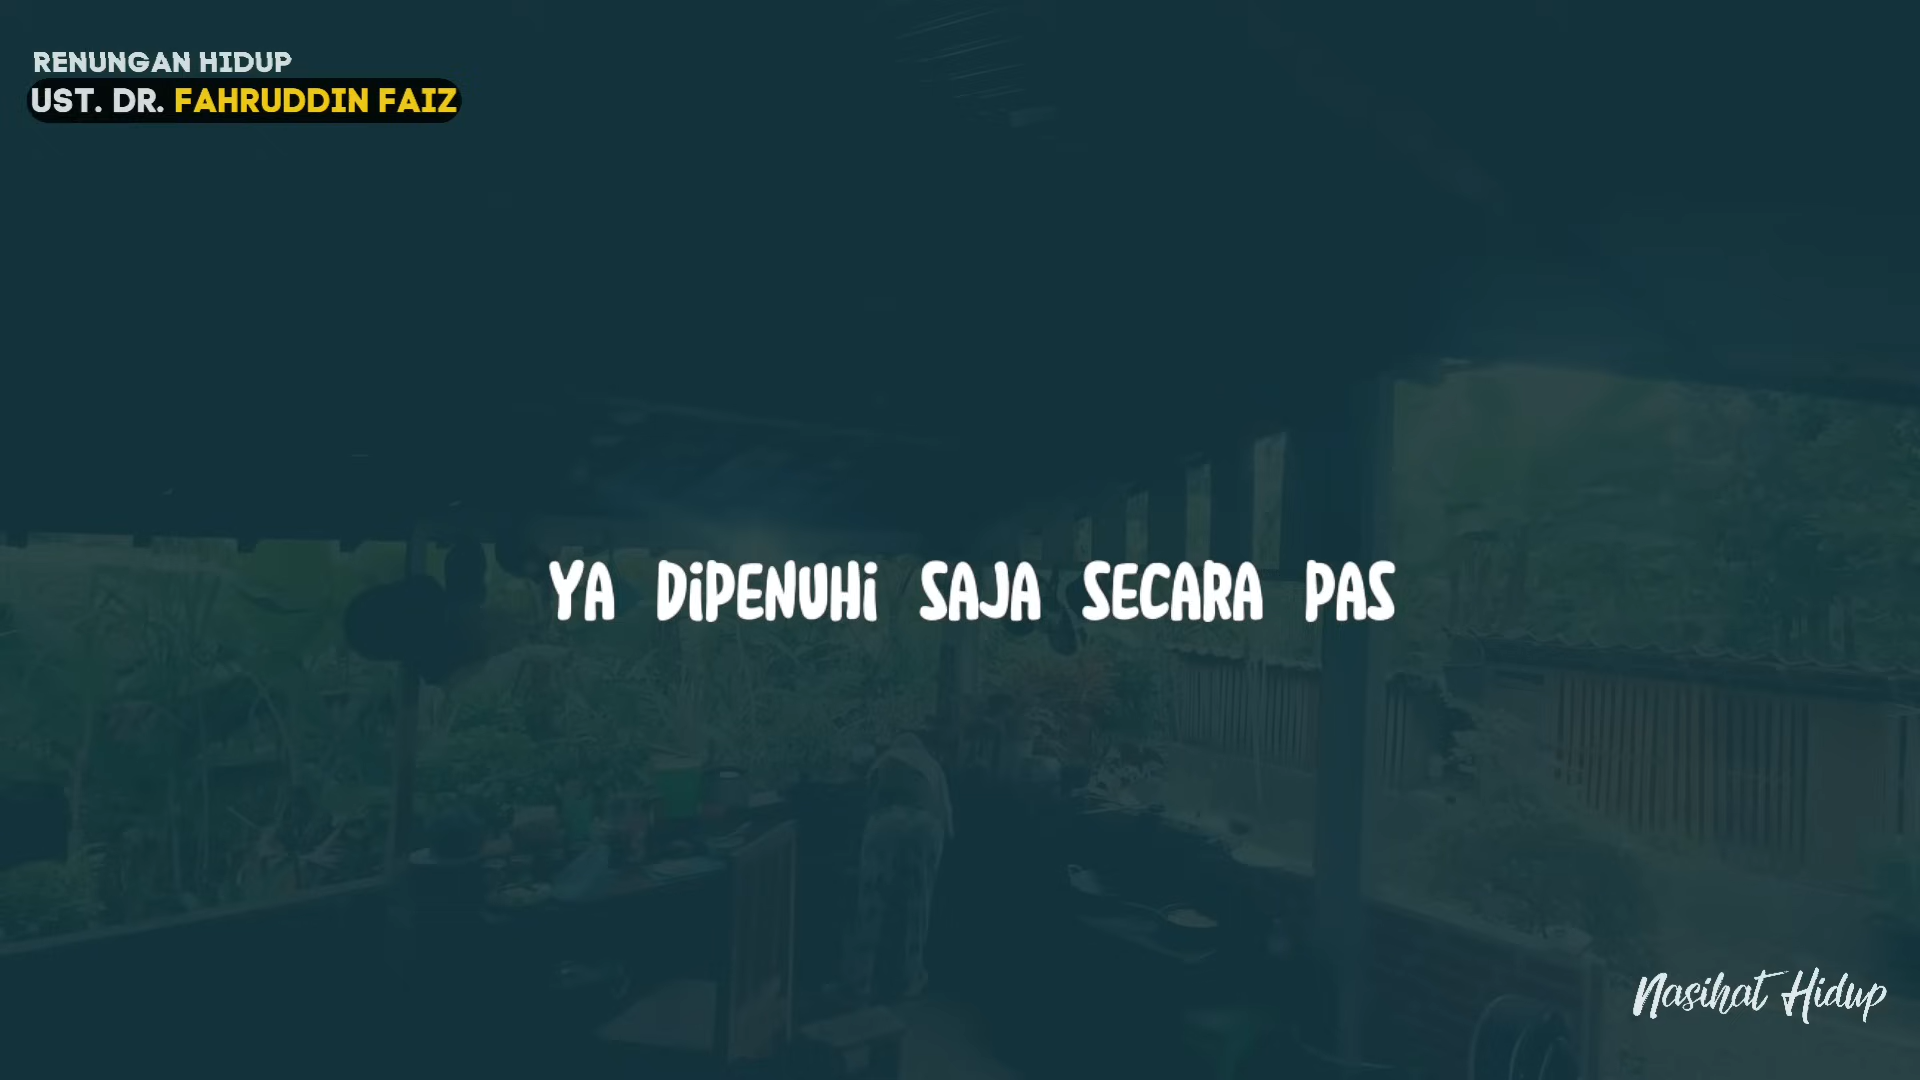 RENUNGAN HIDUP
UST. DR. FAHRUDDIN FAIZ
YA DIPENUHI SAJA SECARA PAS
Nasihat Hidup